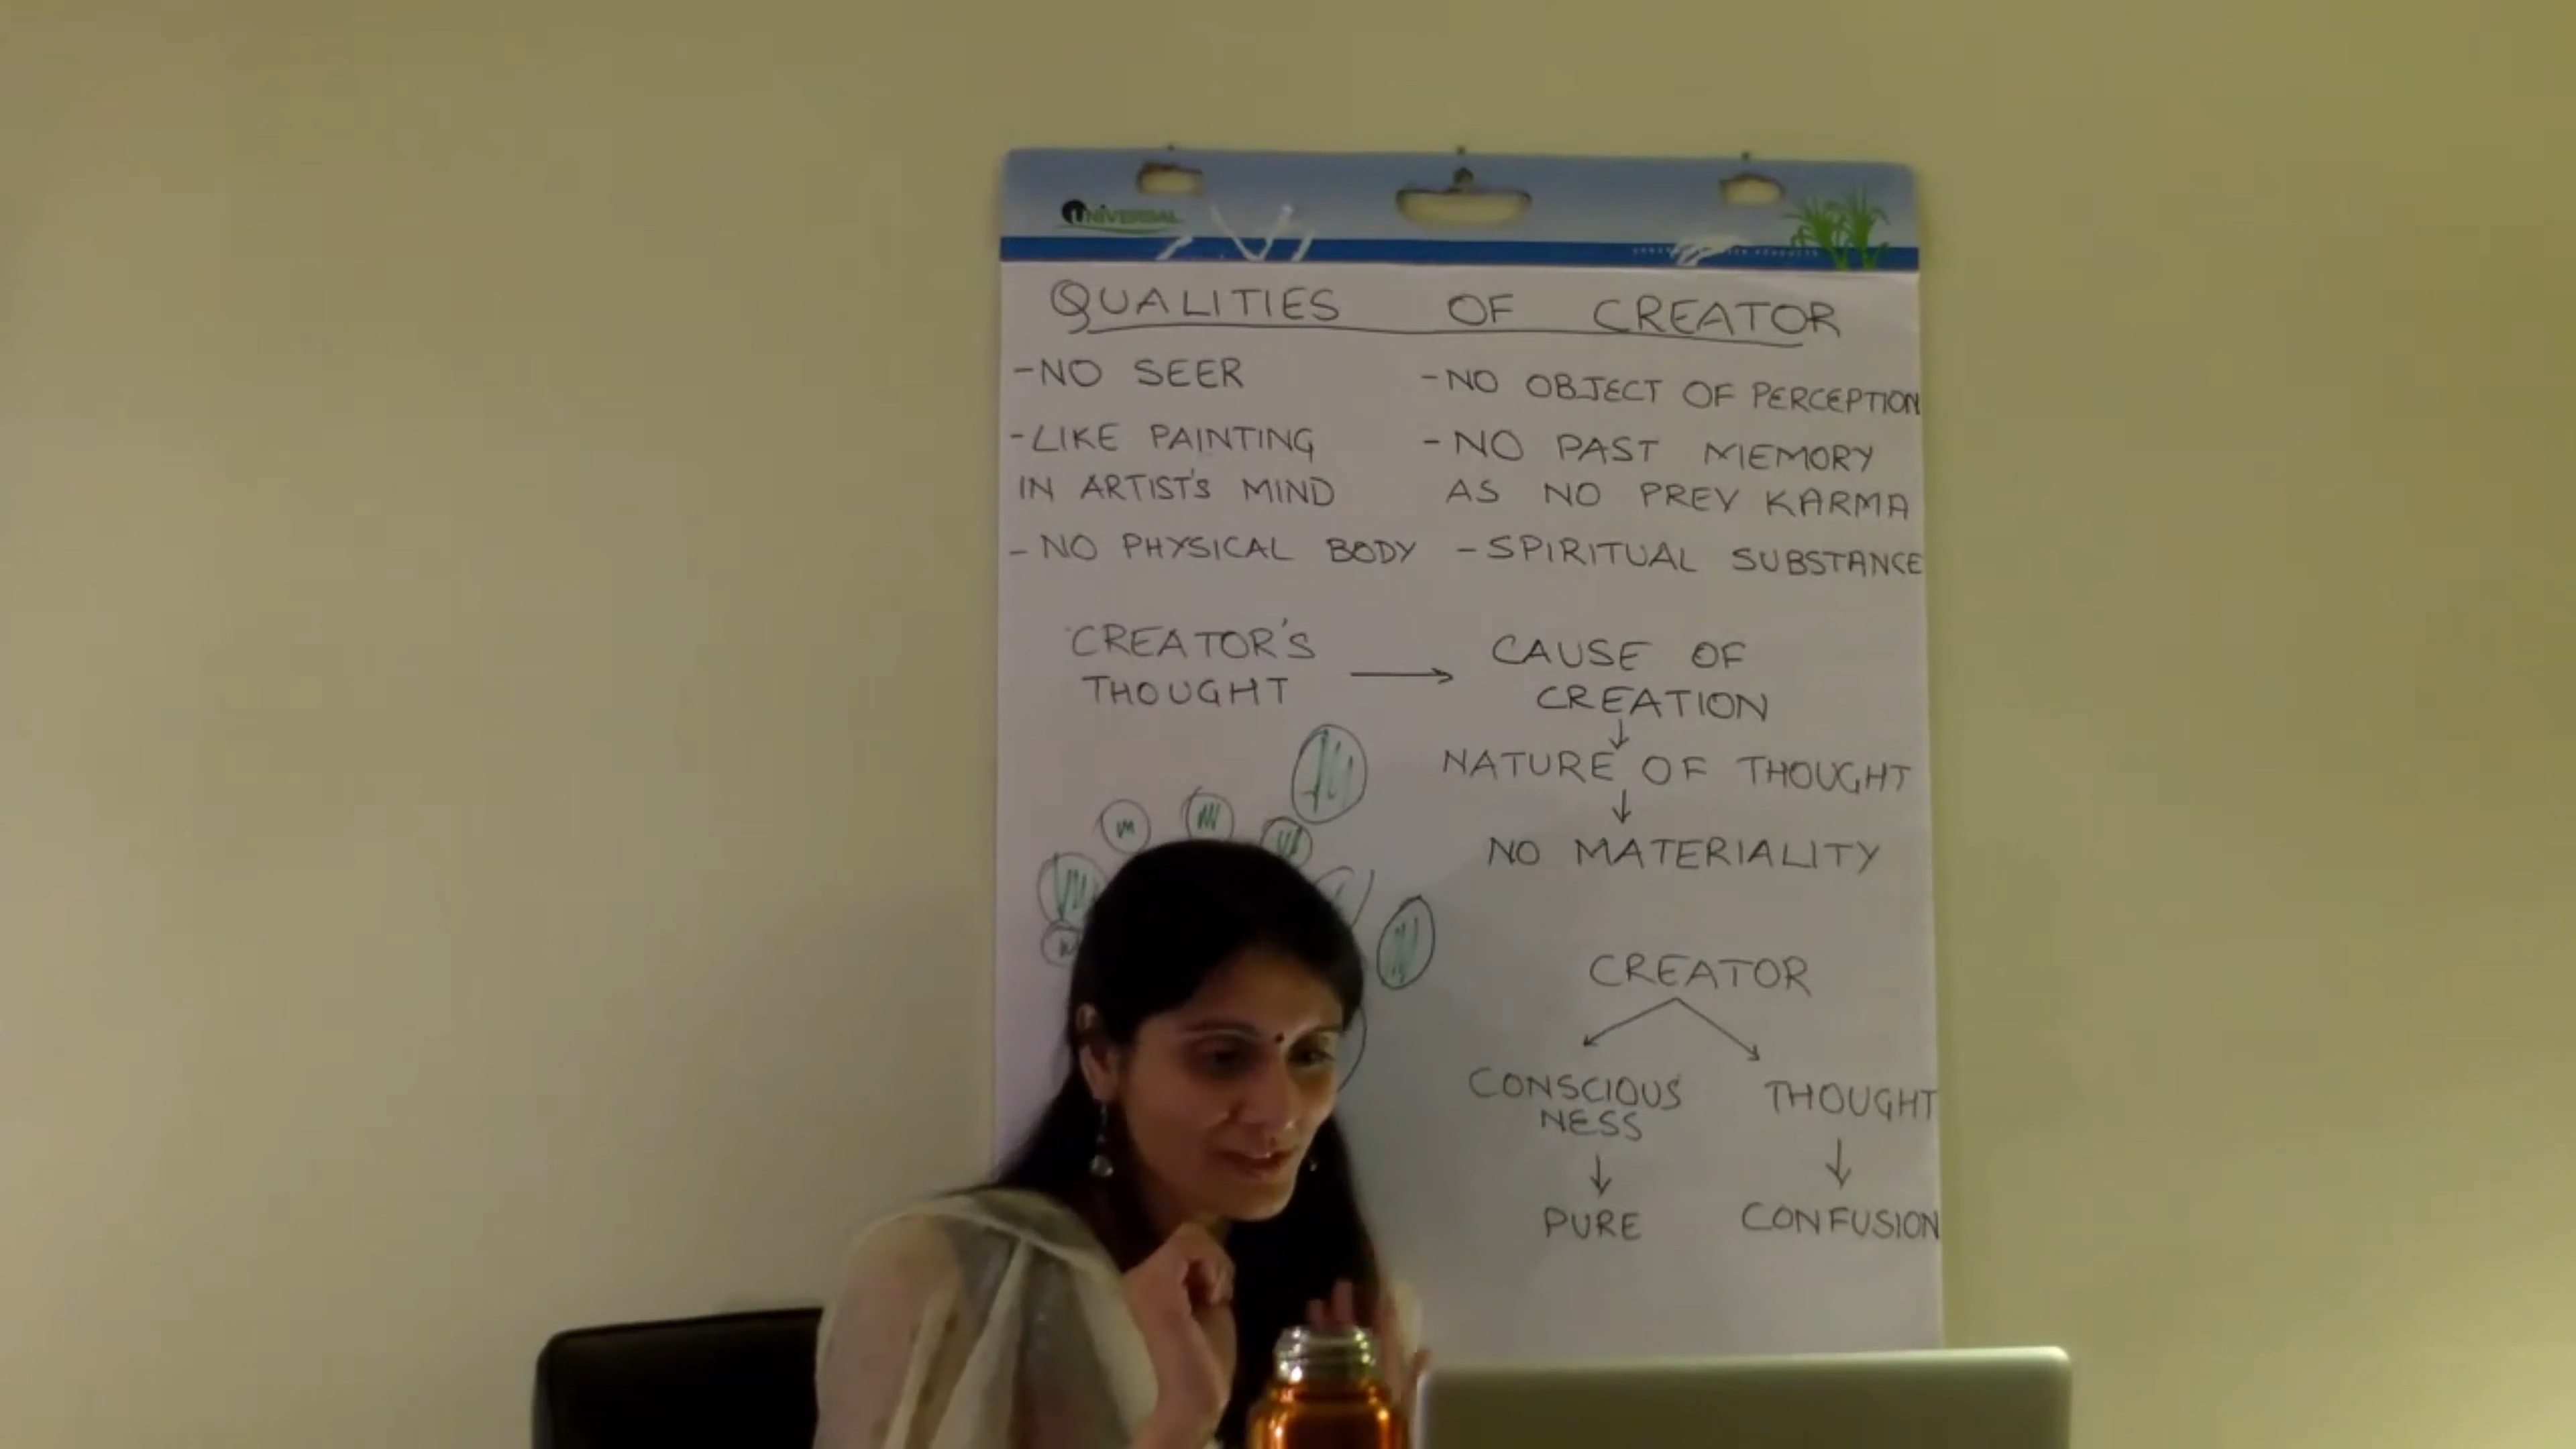 UNIVERSAL
QUALITIES OF CREATOR
-NO SEER
-NO OBJECT OF PERCEPTION
-LIKE PAINTING
IN ARTIST'S MIND
-NO PAST MEMORY
AS NO PREV KARMA
-NO PHYSICAL BODY
-SPIRITUAL SUBSTANCE
CREATOR'S
THOUGHT
→ CAUSE OF
CREATION
↓
NATURE OF THOUGHT
↓
NO MATERIALITY
CREATOR
CONSCIOUS
NESS
↓
PURE
THOUGHT
↓
CONFUSION